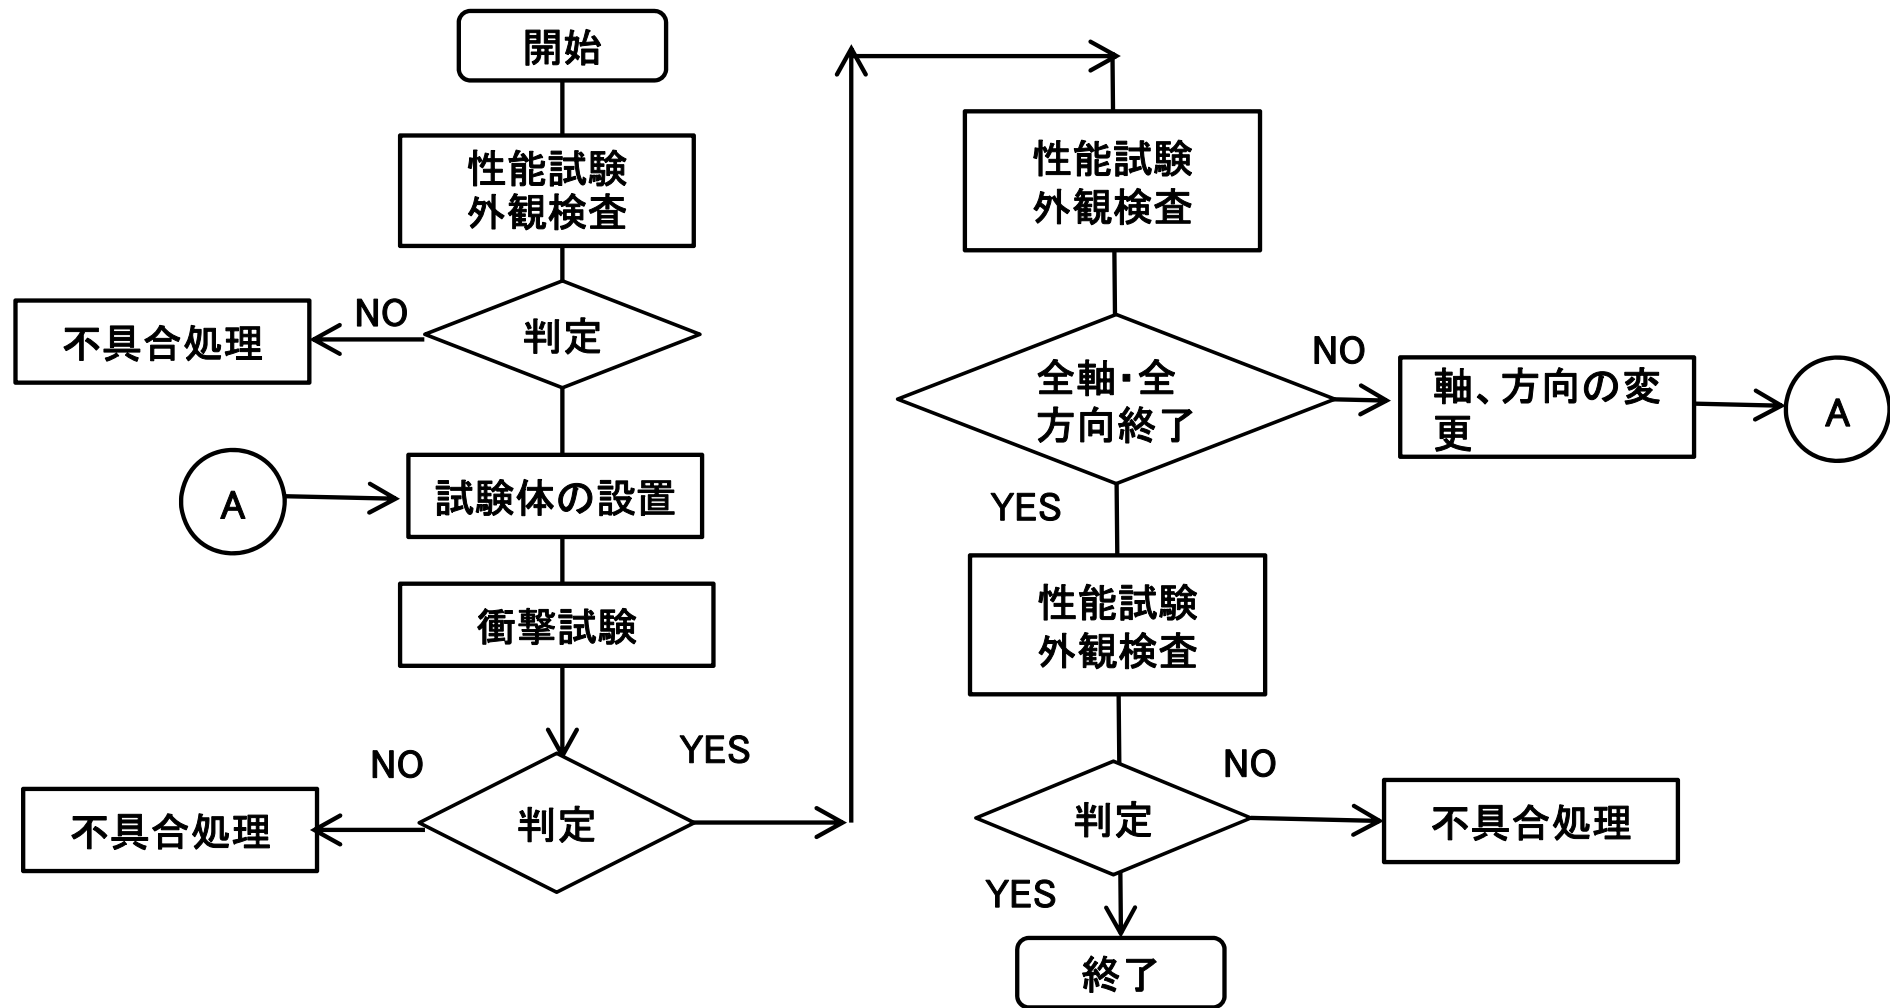 開始
性能試験
外観検査
NO
判定
不具合処理
A
試験体の設置
衝撃試験
NO
YES
判定
不具合処理
性能試験
外観検査
全軸・全
方向終了
NO
軸、方向の変
更
A
YES
性能試験
外観検査
判定
NO
不具合処理
YES
終了